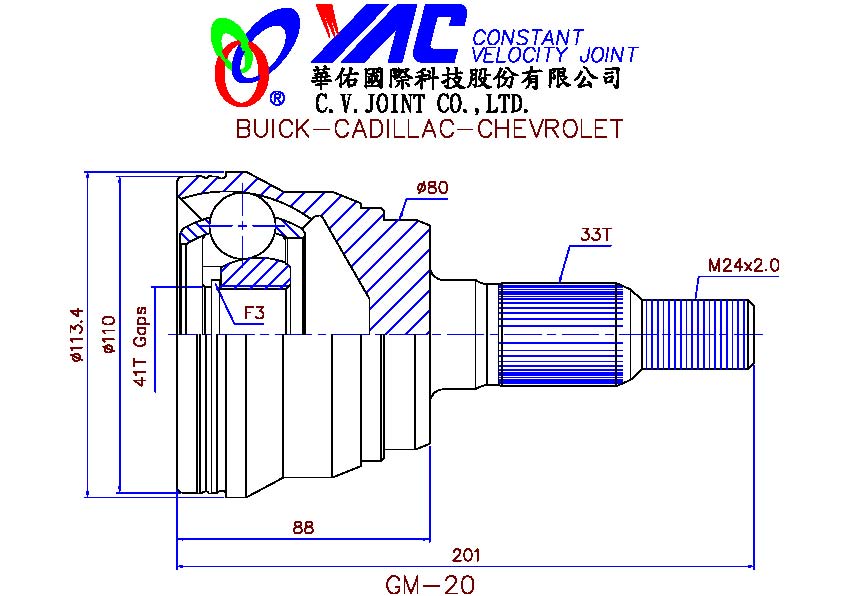 YAC CONSTANT
VELOCITY JOINT
華佑國際科技股份有限公司
® C.V.JOINT CO.,LTD.
BUICK-CADILLAC-CHEVROLET
ø80
33T
M24x2.0
F3
ø113.4
ø110
41T Gaps
88
201
GM-20